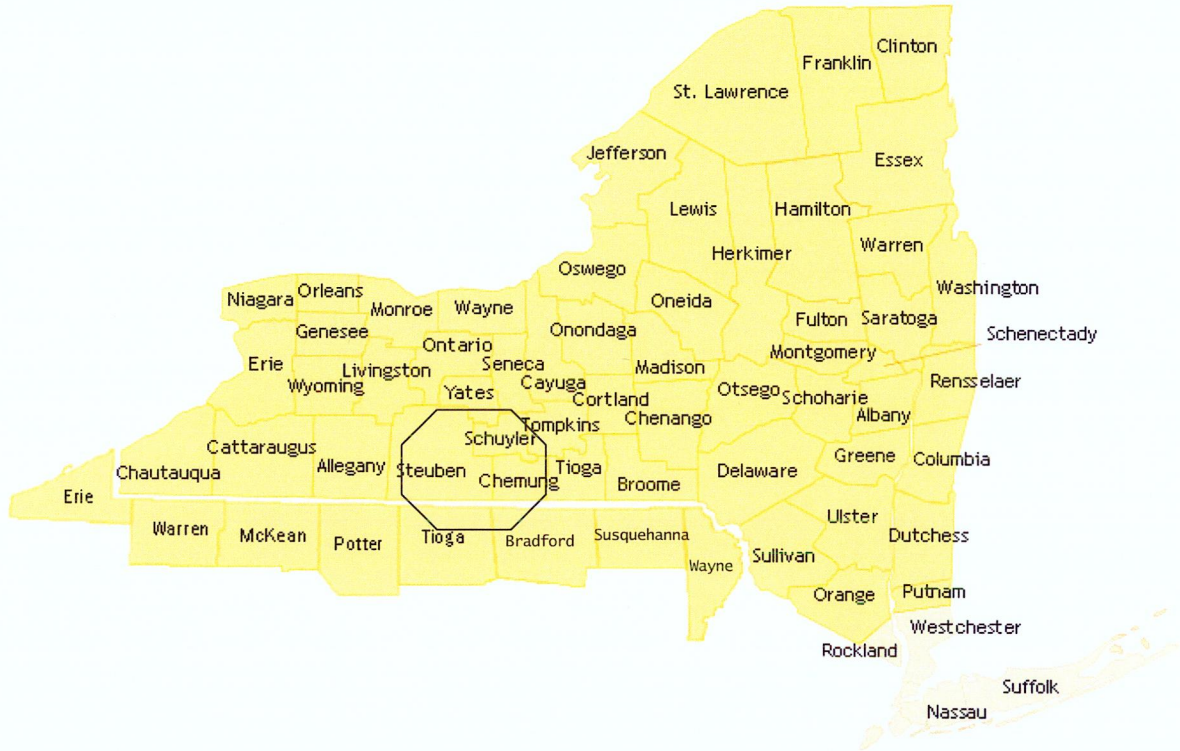 Clinton
Franklin
St. Lawrence
Jefferson
Essex
Lewis
Hamilton
Warren
Herkimer
Oswego
Washington
Niagara
Orleans
Monroe
Wayne
Oneida
Fulton
Saratoga
Genesee
Onondaga
Schenectady
Ontario
Montgomery
Erie
Livingston
Seneca
Madison
Wyoming
Cayuga
Rensselaer
Yates
Cortland
Otsego
Schoharie
Chenango
Albany
Tompkins
Schuyler
Cattaraugus
Greene
Columbia
Chautauqua
Allegany
Steuben
Tioga
Delaware
Chemung
Broome
Erie
Ulster
Warren
McKean
Potter
Tioga
Bradford
Susquehanna
Dutchess
Sullivan
Wayne
Orange
Putnam
Westchester
Rockland
Suffolk
Nassau